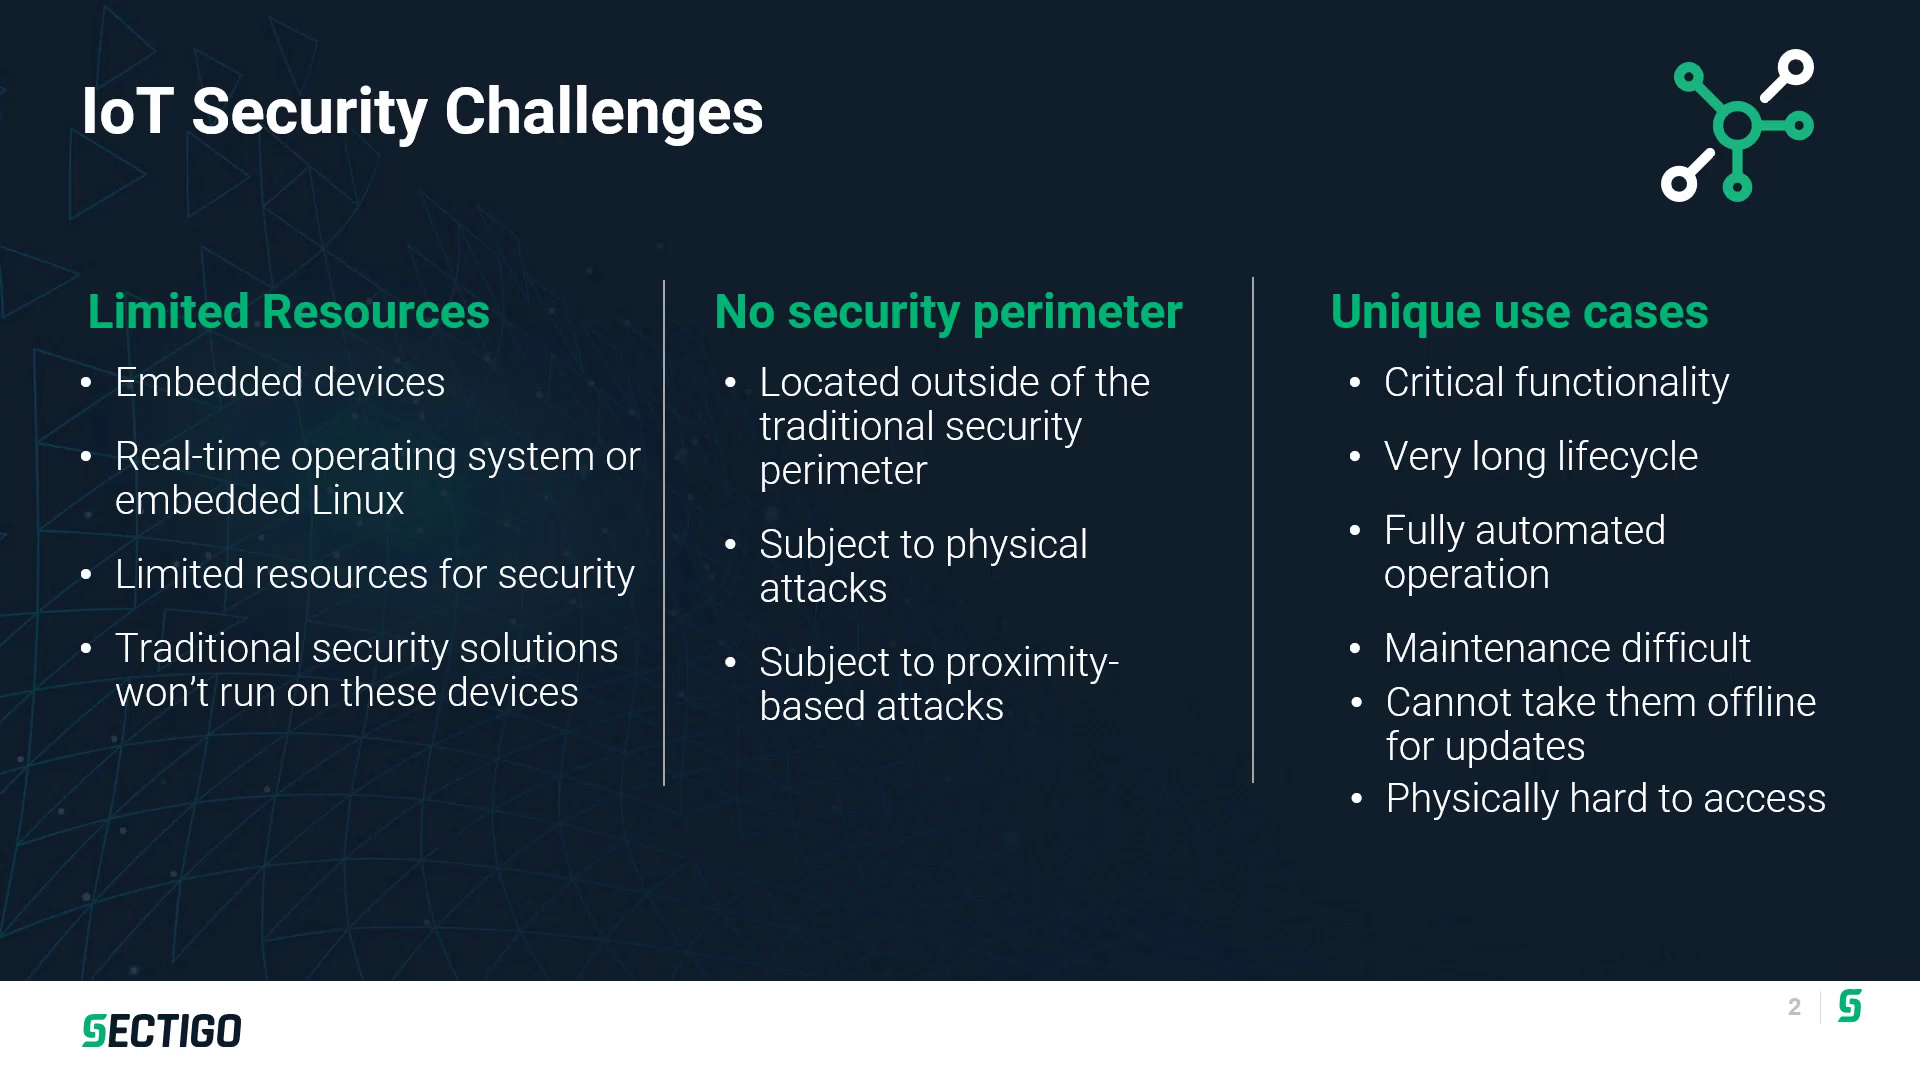 IoT Security Challenges
Limited Resources
• Embedded devices
• Real-time operating system or
embedded Linux
• Limited resources for security
• Traditional security solutions
won’t run on these devices
No security perimeter
• Located outside of the
traditional security
perimeter
• Subject to physical
attacks
• Subject to proximity-
based attacks
Unique use cases
• Critical functionality
• Very long lifecycle
• Fully automated
operation
• Maintenance difficult
• Cannot take them offline
for updates
• Physically hard to access
SECTIGO
2
S